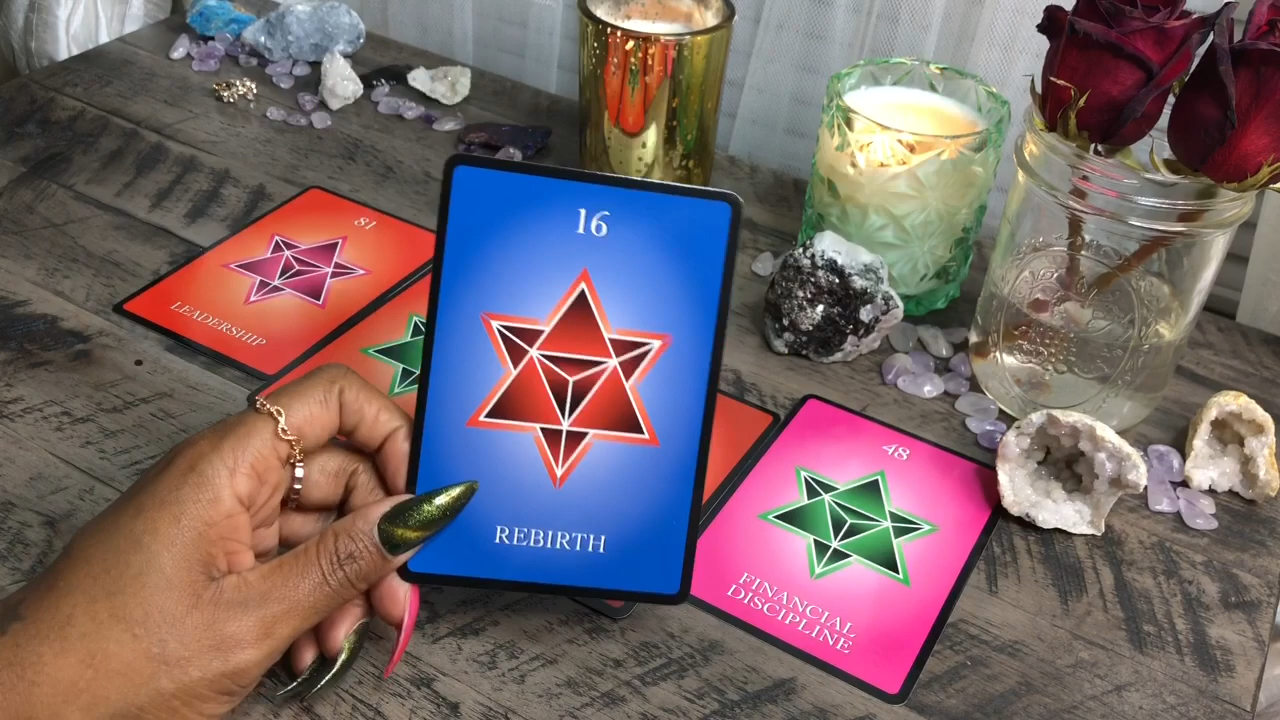 81
LEADERSHIP
16
REBIRTH
48
FINANCIAL
DISCIPLINE